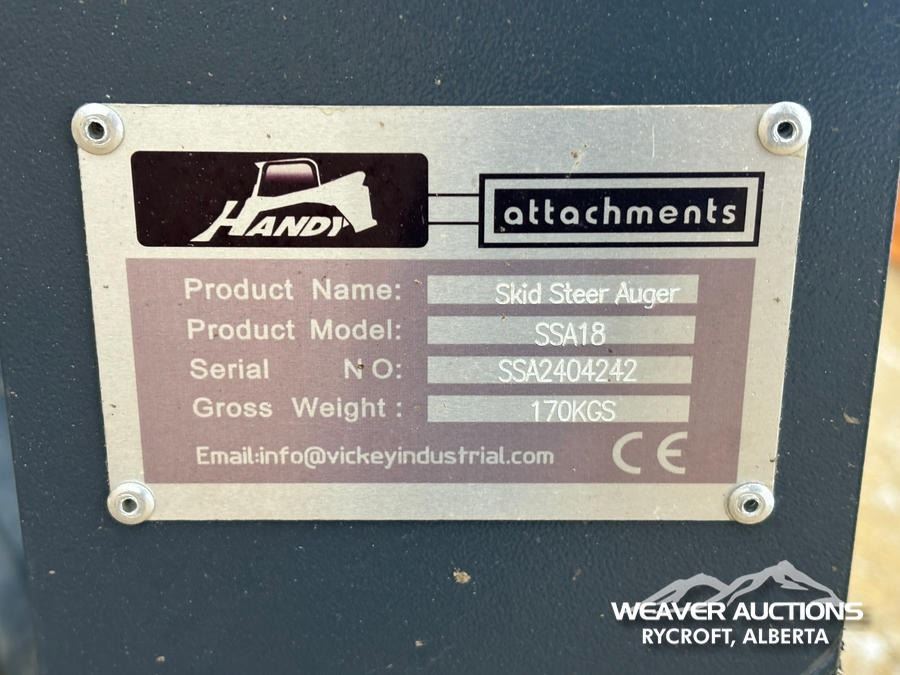 HANDY
attachments
Product Name: Skid Steer Auger
Product Model: SSA18
Serial NO: SSA2404242
Gross Weight: 170KGS
Email:info@vickeyindustrial.com CE
WEAVER AUCTIONS
RYCROFT, ALBERTA